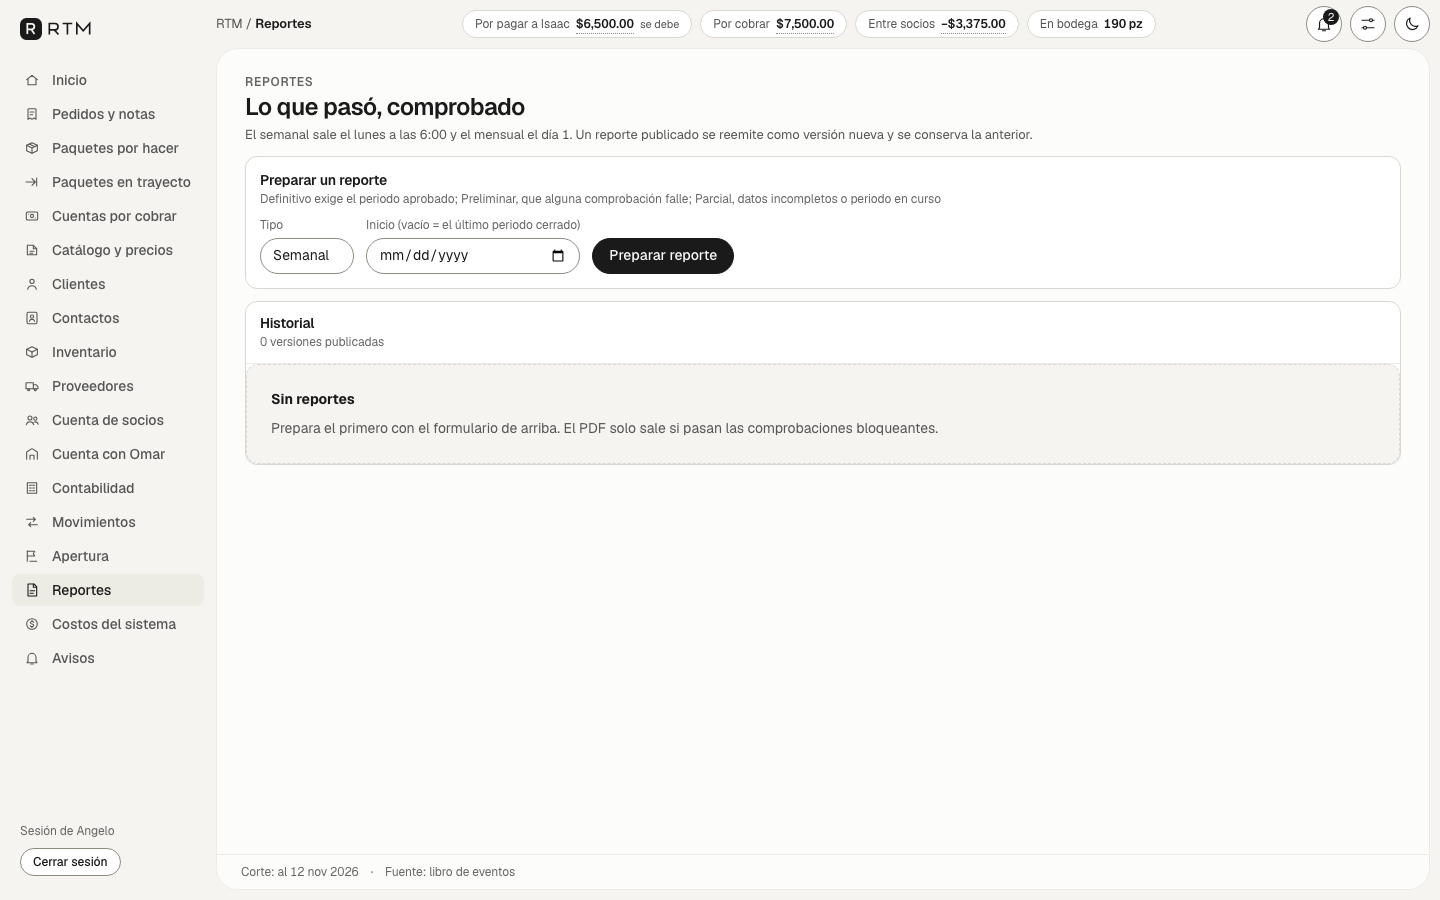 R RTM
RTM / Reportes
Por pagar a Isaac $6,500.00 se debe
Por cobrar $7,500.00
Entre socios −$3,375.00
En bodega 190 pz
2
Inicio
Pedidos y notas
Paquetes por hacer
Paquetes en trayecto
Cuentas por cobrar
Catálogo y precios
Clientes
Contactos
Inventario
Proveedores
Cuenta de socios
Cuenta con Omar
Contabilidad
Movimientos
Apertura
Reportes
Costos del sistema
Avisos
Sesión de Angelo
Cerrar sesión
REPORTES
Lo que pasó, comprobado
El semanal sale el lunes a las 6:00 y el mensual el día 1. Un reporte publicado se reemite como versión nueva y se conserva la anterior.
Preparar un reporte
Definitivo exige el periodo aprobado; Preliminar, que alguna comprobación falle; Parcial, datos incompletos o periodo en curso
Tipo
Inicio (vacío = el último periodo cerrado)
Semanal
mm/dd/yyyy
Preparar reporte
Historial
0 versiones publicadas
Sin reportes
Prepara el primero con el formulario de arriba. El PDF solo sale si pasan las comprobaciones bloqueantes.
Corte: al 12 nov 2026 · Fuente: libro de eventos